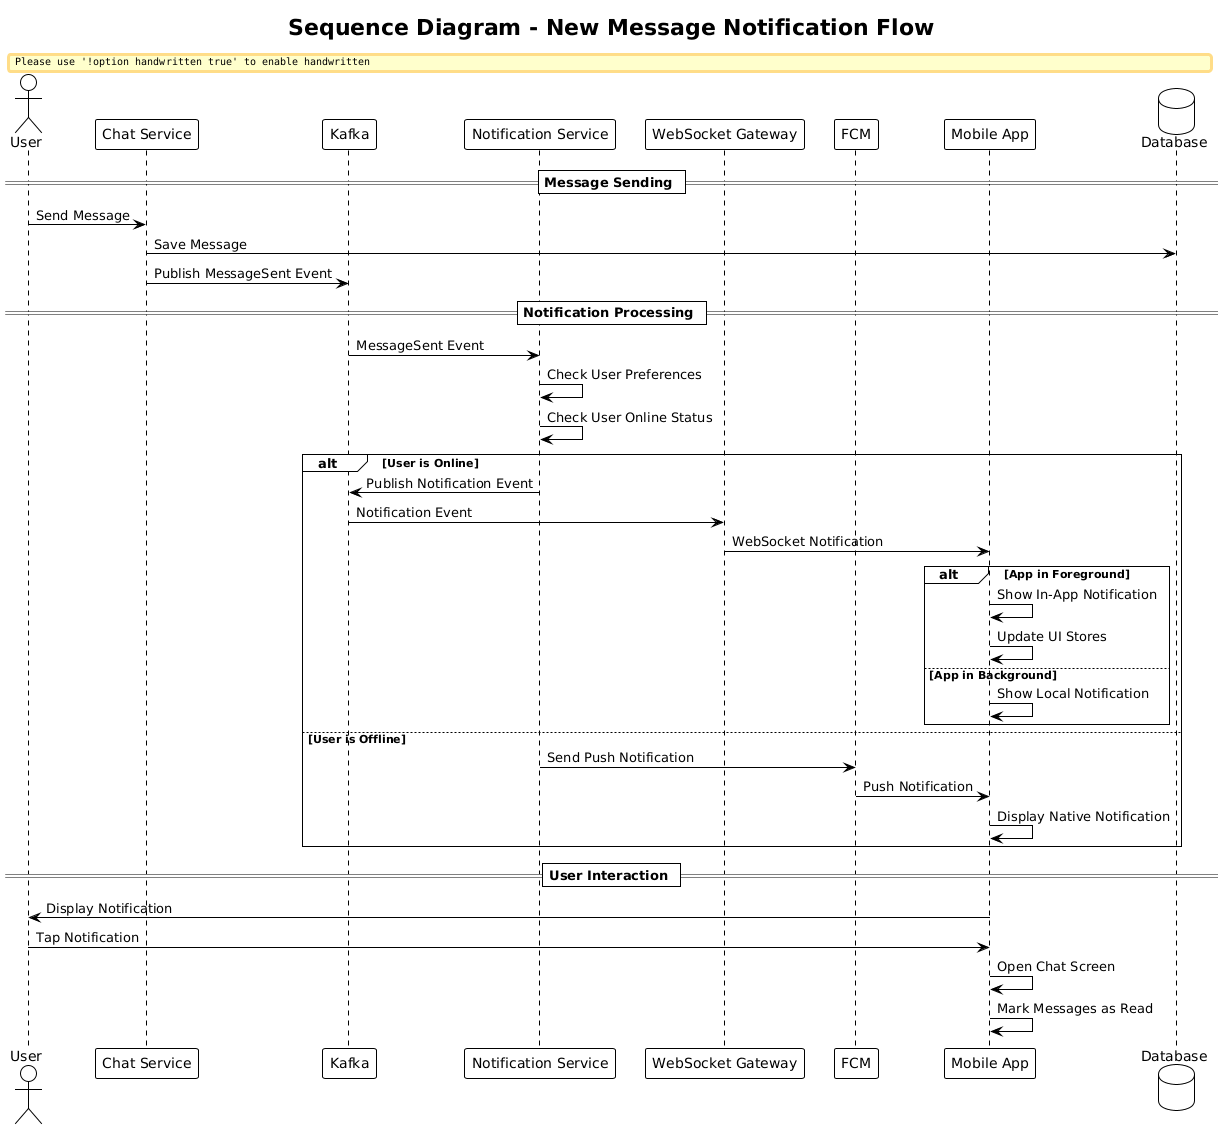 Sequence Diagram - New Message Notification Flow
Please use '!option handwritten true' to enable handwritten
User
Chat Service
Kafka
Notification Service
WebSocket Gateway
FCM
Mobile App
Database
Message Sending
Send Message
Save Message
Publish MessageSent Event
Notification Processing
MessageSent Event
Check User Preferences
Check User Online Status
alt
[User is Online]
Publish Notification Event
Notification Event
WebSocket Notification
alt
[App in Foreground]
Show In-App Notification
Update UI Stores
[App in Background]
Show Local Notification
[User is Offline]
Send Push Notification
Push Notification
Display Native Notification
User Interaction
Display Notification
Tap Notification
Open Chat Screen
Mark Messages as Read
User
Chat Service
Kafka
Notification Service
WebSocket Gateway
FCM
Mobile App
Database